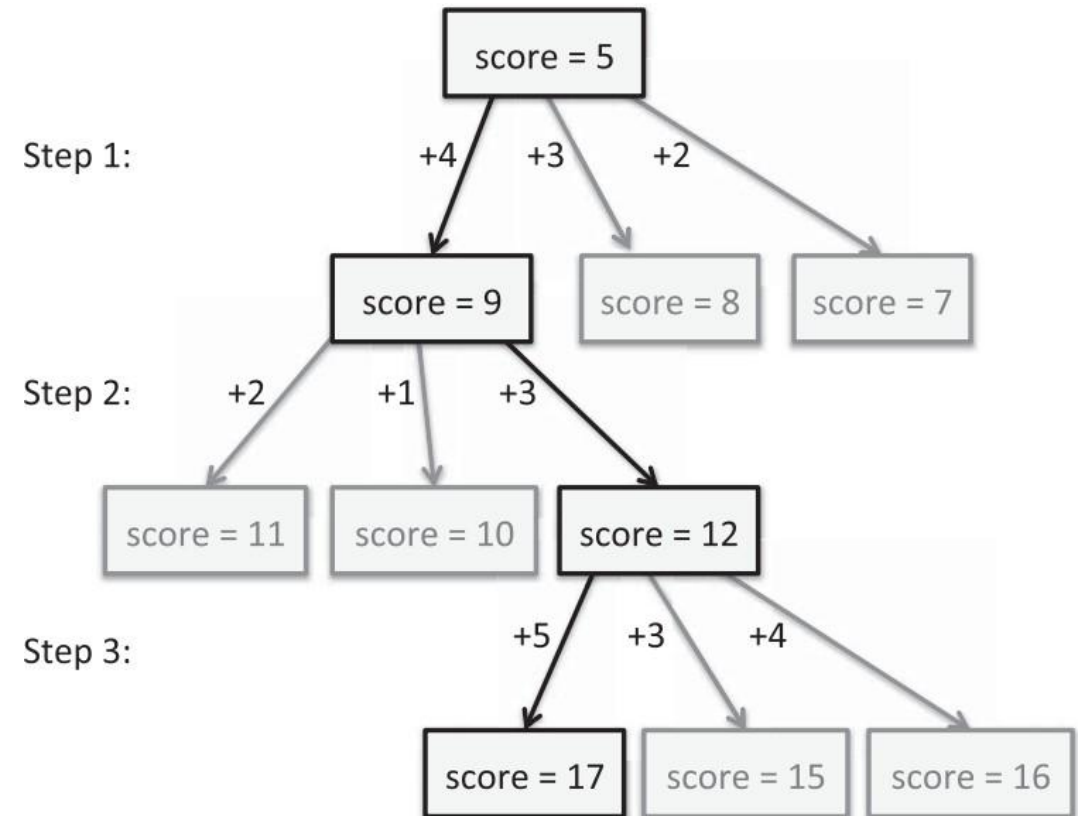 score = 5
Step 1:
+4
+3
+2
score = 9
score = 8
score = 7
Step 2:
+2
+1
+3
score = 11
score = 10
score = 12
Step 3:
+5
+3
+4
score = 17
score = 15
score = 16